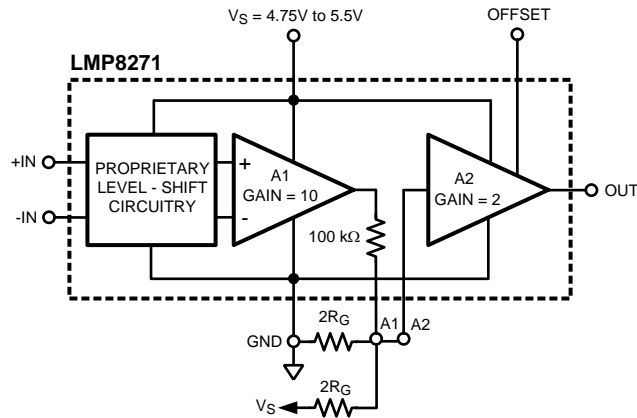 V_S = 4.75V to 5.5V
OFFSET
LMP8271
+IN
-IN
PROPRIETARY
LEVEL - SHIFT
CIRCUITRY
+
-
A1
GAIN = 10
A2
GAIN = 2
OUT
100 kΩ
2R_G
A1
A2
GND
2R_G
V_S